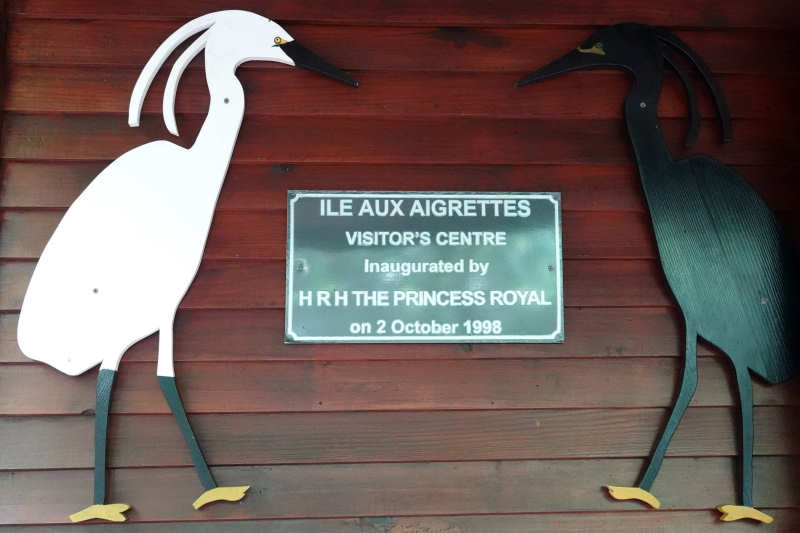 ILE AUX AIGRETTES
VISITOR'S CENTRE
Inaugurated by
H R H THE PRINCESS ROYAL
on 2 October 1998